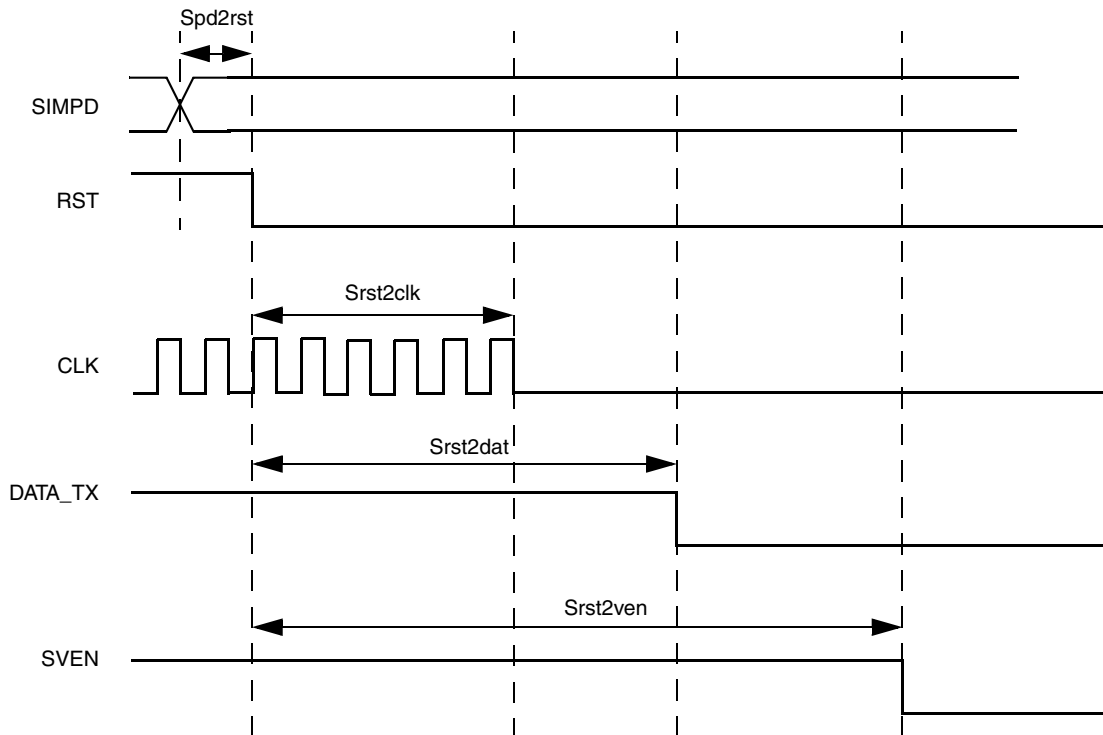 Spd2rst
SIMPD
RST
Srst2clk
CLK
Srst2dat
DATA_TX
Srst2ven
SVEN